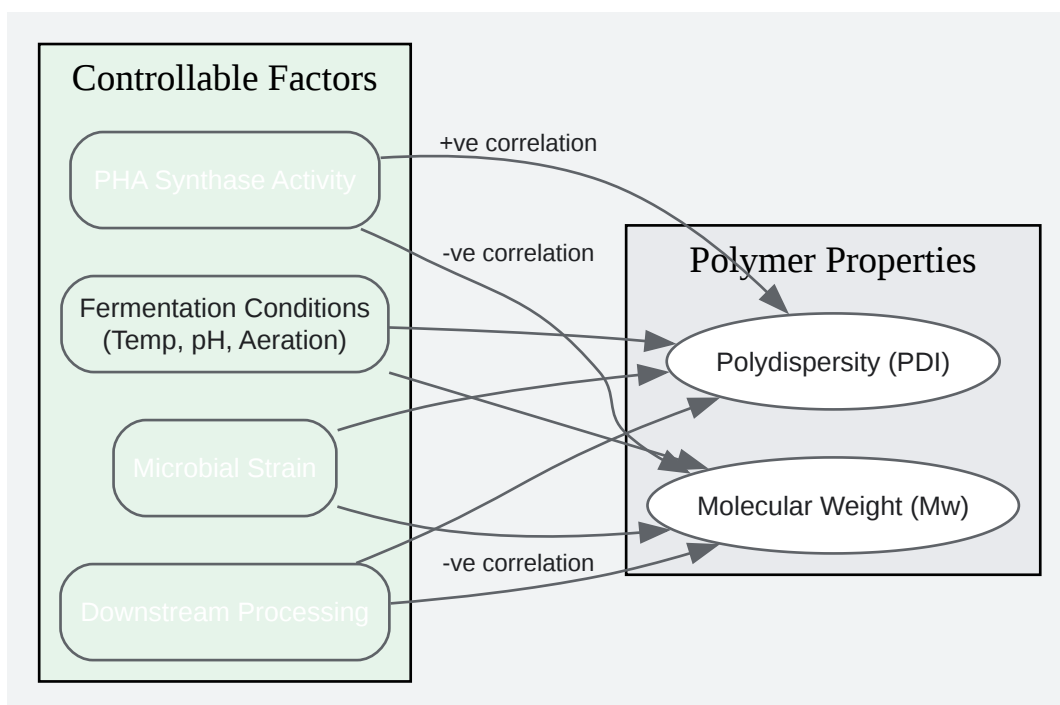 Controllable Factors
PHA Synthase Activity
Fermentation Conditions
(Temp, pH, Aeration)
Microbial Strain
Downstream Processing
+ve correlation
-ve correlation
-ve correlation
Polymer Properties
Polydispersity (PDI)
Molecular Weight (Mw)